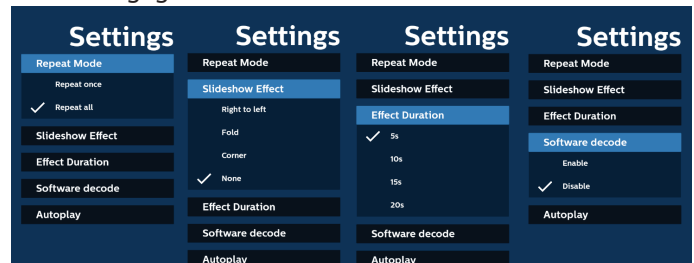 Settings
Repeat Mode
Repeat once
Repeat all
Slideshow Effect
Effect Duration
Software decode
Autoplay
Settings
Repeat Mode
Slideshow Effect
Right to left
Fold
Corner
None
Effect Duration
Software decode
Autoplay
Settings
Repeat Mode
Slideshow Effect
Effect Duration
5s
10s
15s
20s
Software decode
Autoplay
Settings
Repeat Mode
Slideshow Effect
Effect Duration
Software decode
Enable
Disable
Autoplay